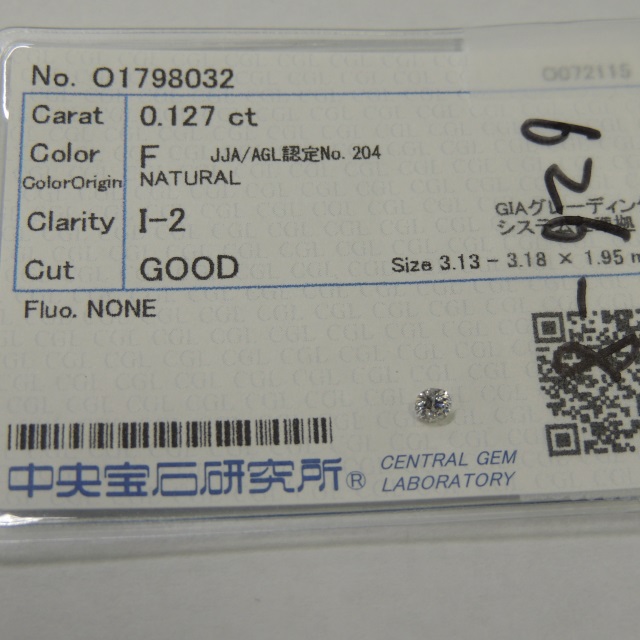 No. O1798032
O072115
Carat 0.127 ct
Color F JJA/AGL認定No. 204
ColorOrigin NATURAL
Clarity I-2
GIAグレーディング
システム
Cut GOOD Size 3.13 - 3.18 × 1.95 m
Fluo. NONE
中央宝石研究所® CENTRAL GEM
LABORATORY